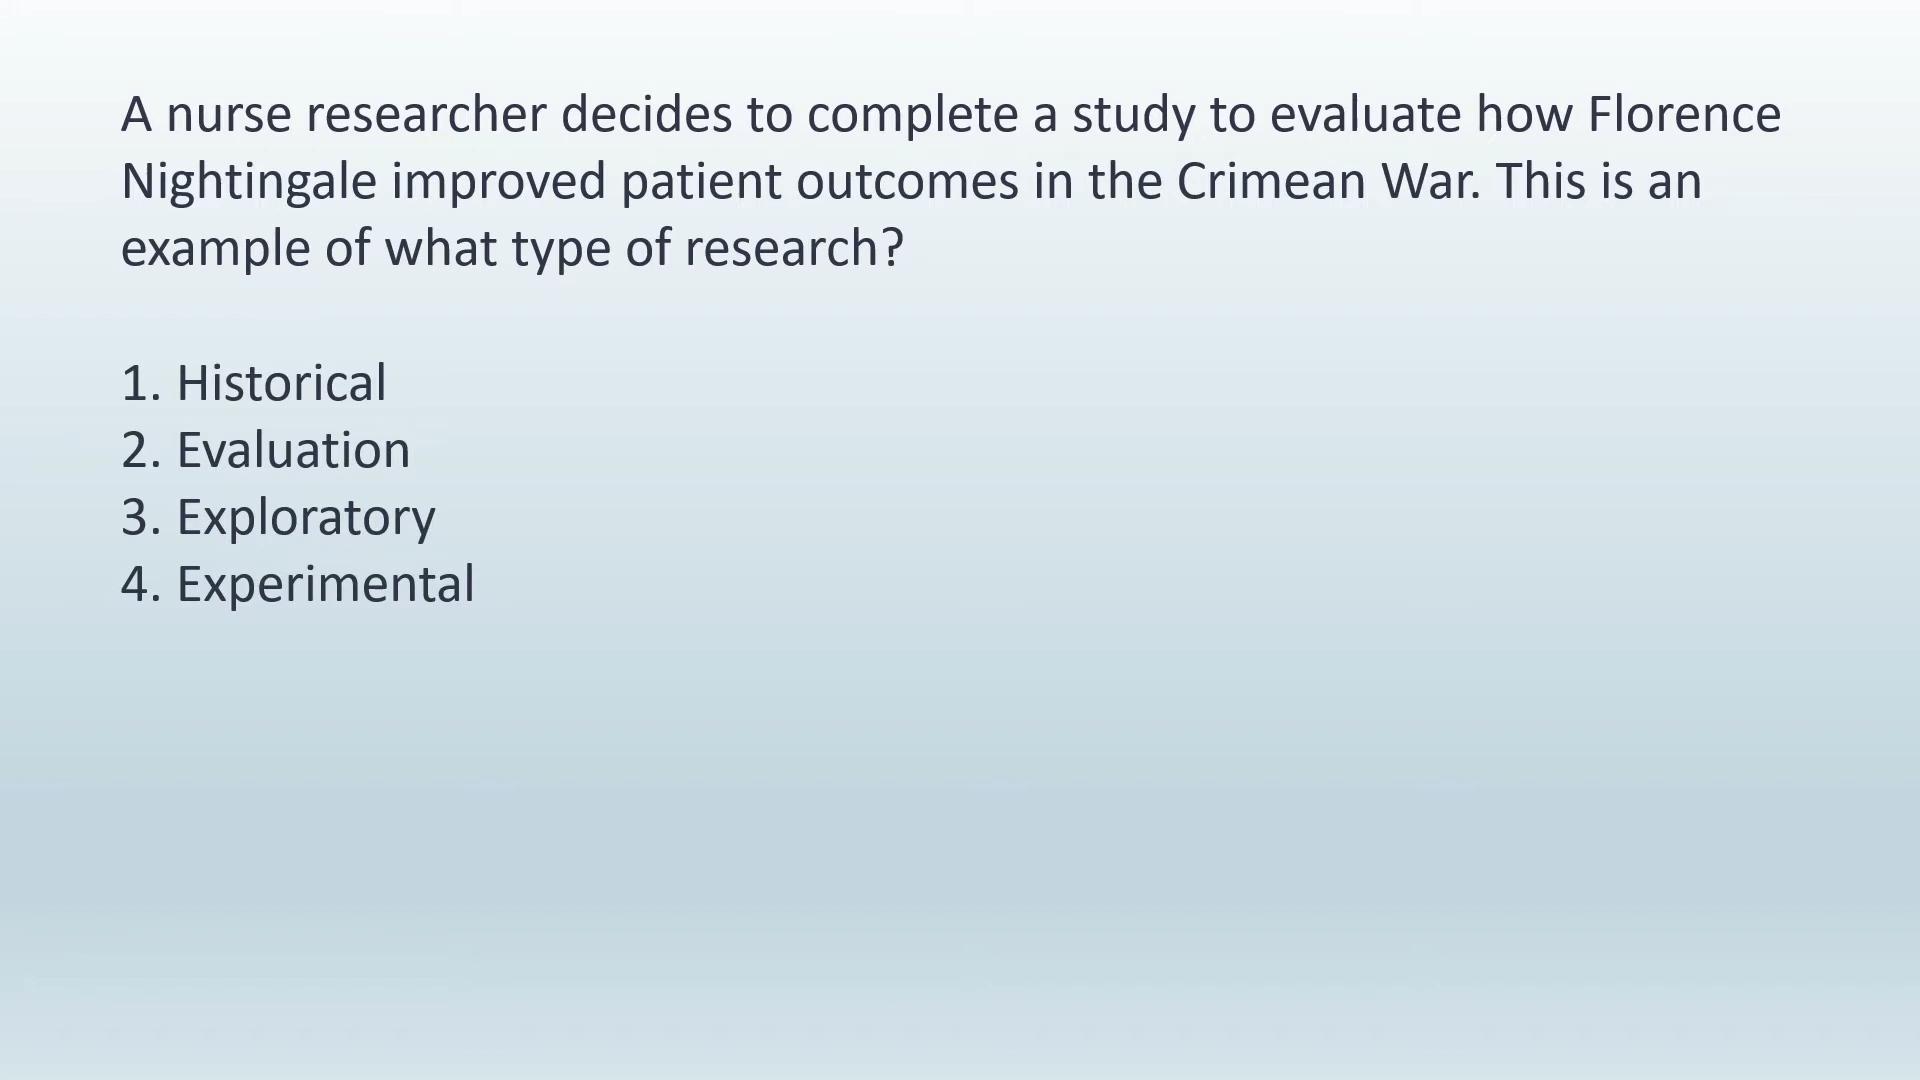 A nurse researcher decides to complete a study to evaluate how Florence
Nightingale improved patient outcomes in the Crimean War. This is an
example of what type of research?
1. Historical
2. Evaluation
3. Exploratory
4. Experimental